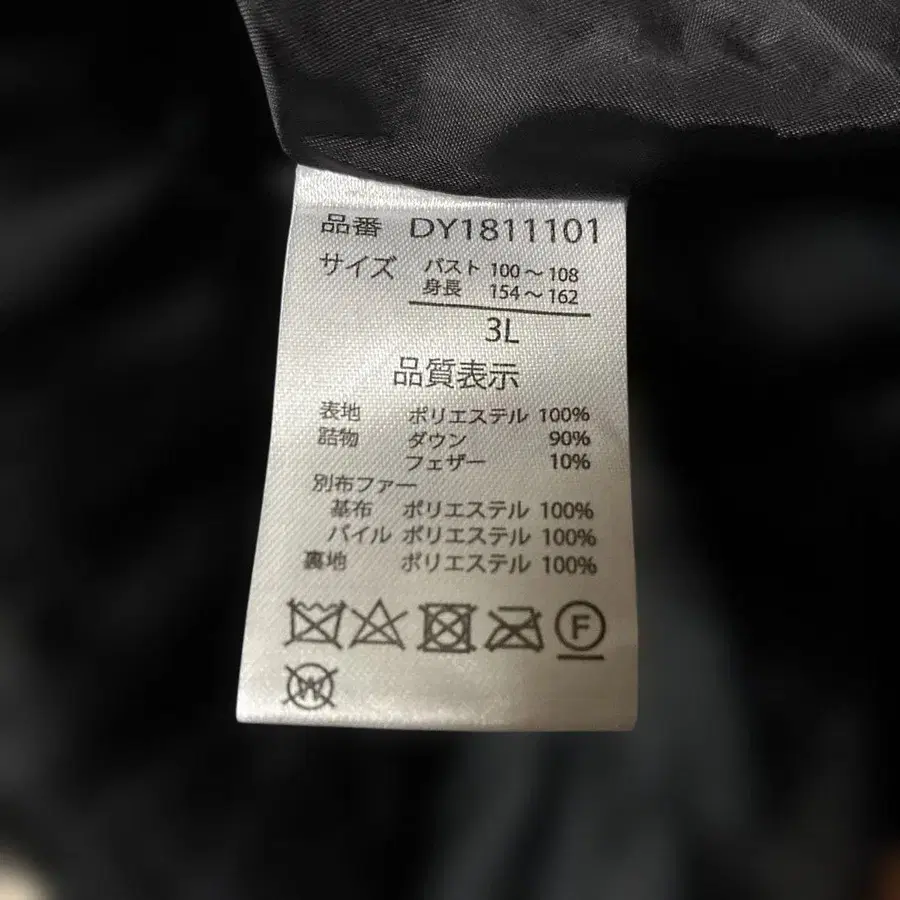 品番 DY1811101
サイズ バスト 100～108
身長 154～162
3L
品質表示
表地 ポリエステル 100%
詰物 ダウン 90%
フェザー 10%
別布ファー
基布 ポリエステル 100%
パイル ポリエステル 100%
裏地 ポリエステル 100%
F
W